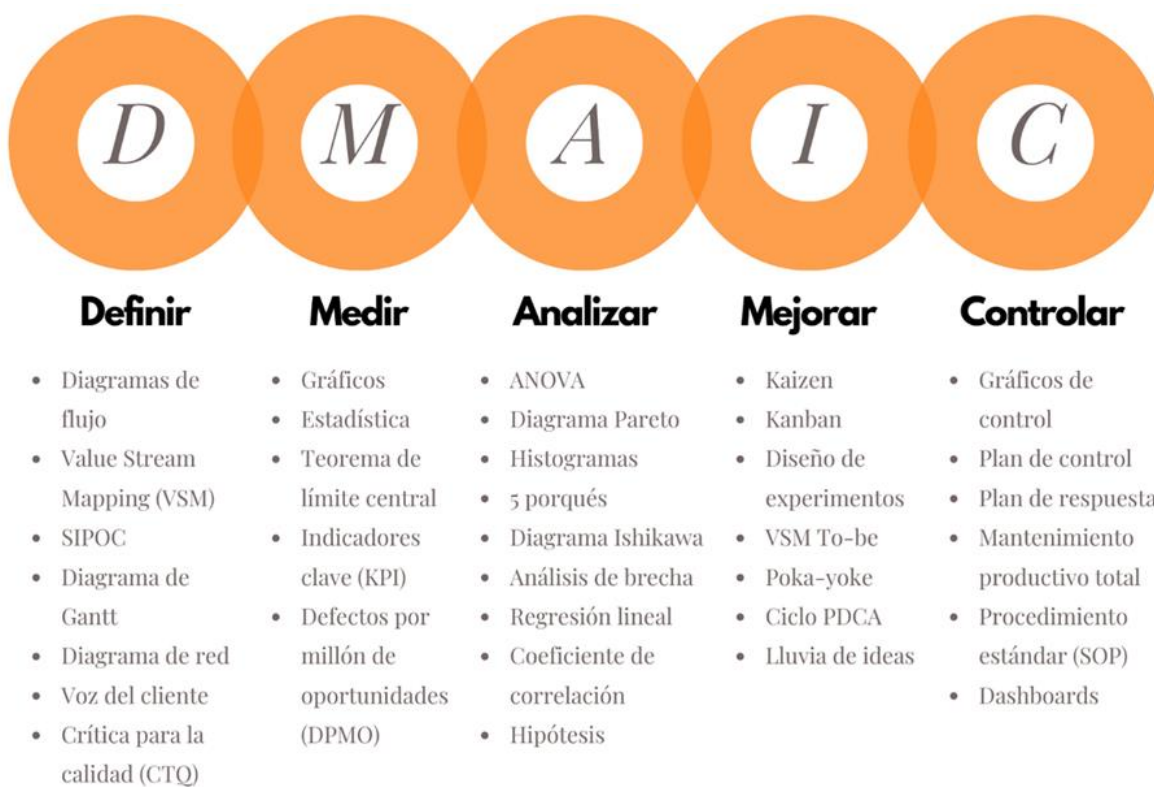 D
M
A
I
C
Definir
• Diagramas de
flujo
• Value Stream
Mapping (VSM)
• SIPOC
• Diagrama de
Gantt
• Diagrama de red
• Voz del cliente
• Crítica para la
calidad (CTQ)
Medir
• Gráficos
• Estadística
• Teorema de
límite central
• Indicadores
clave (KPI)
• Defectos por
millón de
oportunidades
(DPMO)
Analizar
• ANOVA
• Diagrama Pareto
• Histogramas
• 5 porqués
• Diagrama Ishikawa
• Análisis de brecha
• Regresión lineal
• Coeficiente de
correlación
• Hipótesis
Mejorar
• Kaizen
• Kanban
• Diseño de
experimentos
• VSM To-be
• Poka-yoke
• Ciclo PDCA
• Lluvia de ideas
Controlar
• Gráficos de
control
• Plan de control
• Plan de respuesta
• Mantenimiento
productivo total
• Procedimiento
estándar (SOP)
• Dashboards